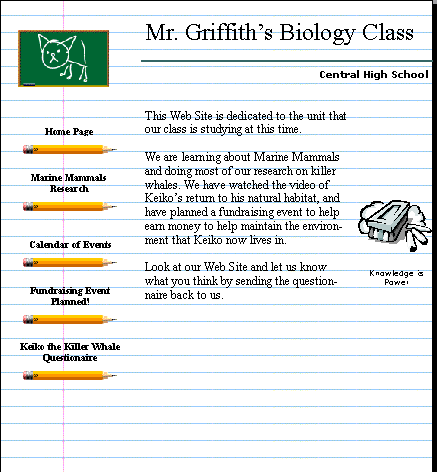 Mr. Griffith's Biology Class
Central High School
Home Page
Marine Mammals
Research
Calendar of Events
Fundraising Event
Planned!
Keiko the Killer Whale
Questionaire
This Web Site is dedicated to the unit that
our class is studying at this time.
We are learning about Marine Mammals
and doing most of our research on killer
whales. We have watched the video of
Keiko's return to his natural habitat, and
have planned a fundraising event to help
earn money to help maintain the environ-
ment that Keiko now lives in.
Look at our Web Site and let us know
what you think by sending the question-
naire back to us.
Knowledge is
Power